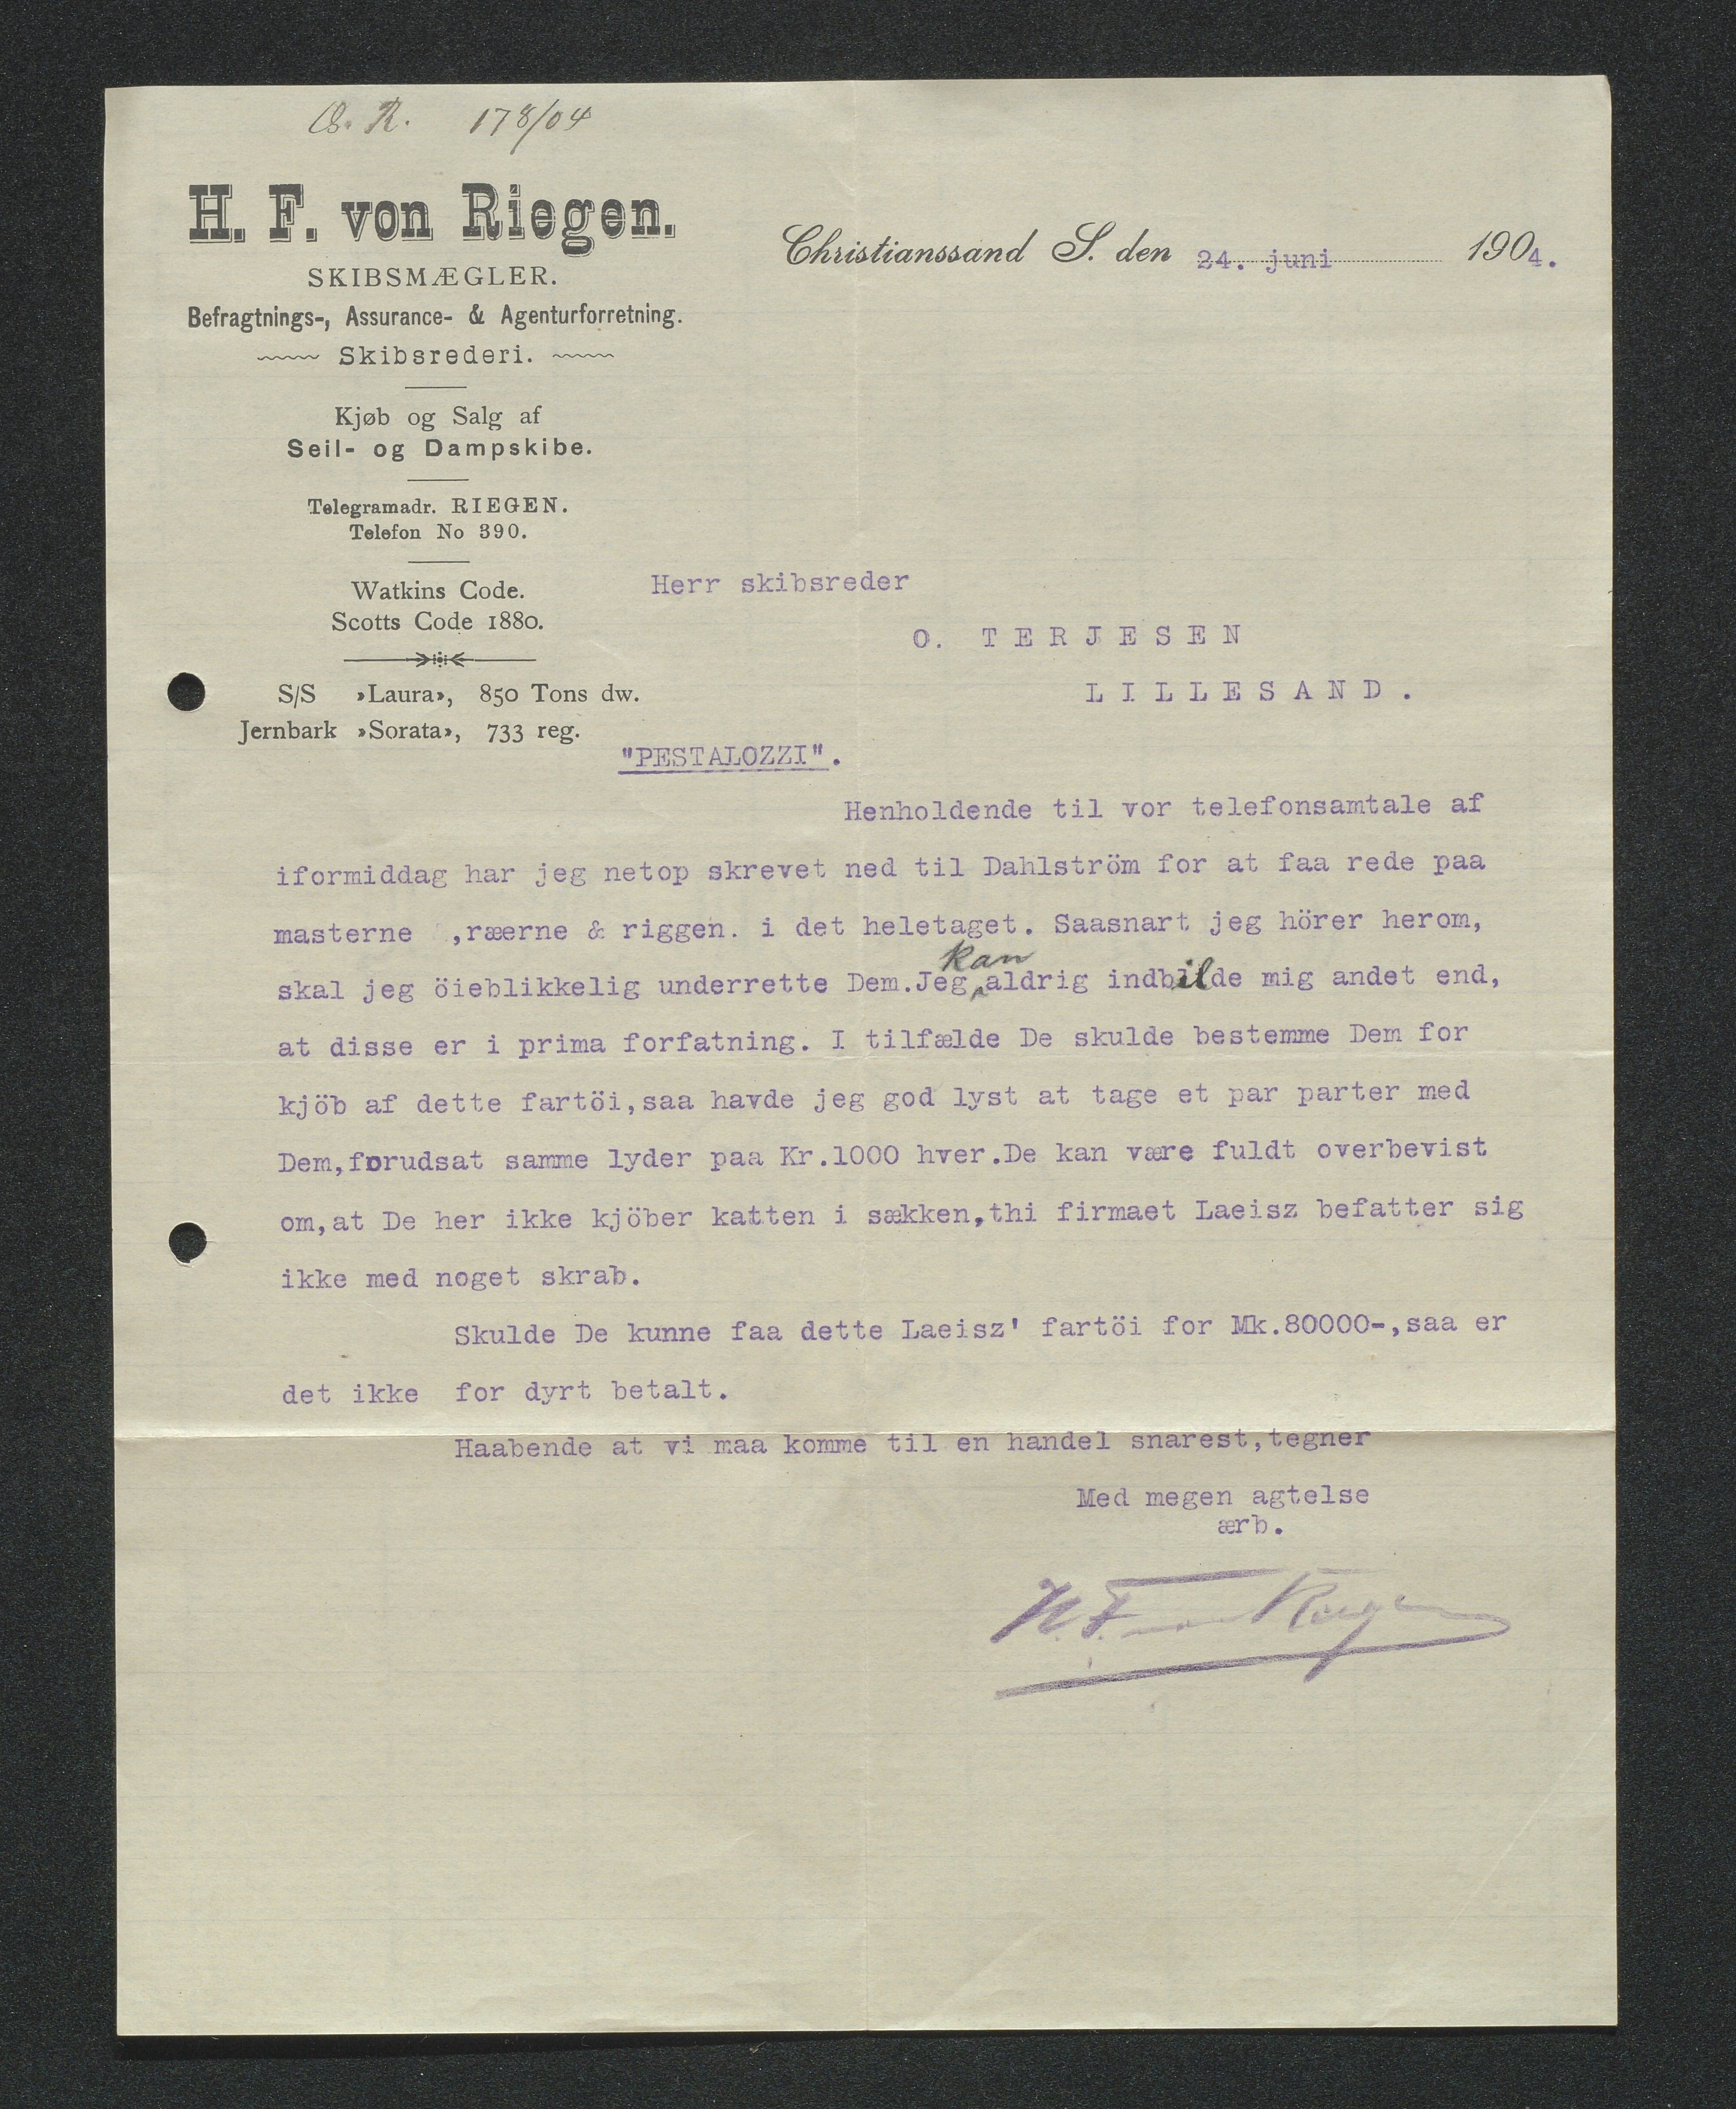 B. R. 178/04
H. F. von Riegen.
SKIBSMÆGLER.
Befragtnings-, Assurance- & Agenturforretning.
Skibsrederi.
Kjøb og Salg af
Seil- og Dampskibe.
Telegramadr. RIEGEN.
Telefon No 390.
Watkins Code.
Scotts Code 1880.
S/S »Laura», 850 Tons dw.
Jernbark »Sorata», 733 reg.
Christianssand S. den 24. juni 1904.
Herr skibsreder
O. TERJESEN
LILLESAND.
"PESTALOZZI".
Henholdende til vor telefonsamtale af
iformiddag har jeg netop skrevet ned til Dahlström for at faa rede paa
masterne ,ræerne & riggen. i det heletaget. Saasnart jeg hörer herom,
skal jeg öieblikkelig underrette Dem.Jeg kan aldrig indbilde mig andet end,
at disse er i prima forfatning. I tilfælde De skulde bestemme Dem for
kjöb af dette fartöi,saa havde jeg god lyst at tage et par parter med
Dem,forudsat samme lyder paa Kr.1000 hver.De kan være fuldt overbevist
om,at De her ikke kjöber katten i sækken,thi firmaet Laeisz befatter sig
ikke med noget skrab.
Skulde De kunne faa dette Laeisz' fartöi for Mk.80000-,saa er
det ikke for dyrt betalt.
Haabende at vi maa komme til en handel snarest,tegner
Med megen agtelse
ærb.
H. F. von Riegen